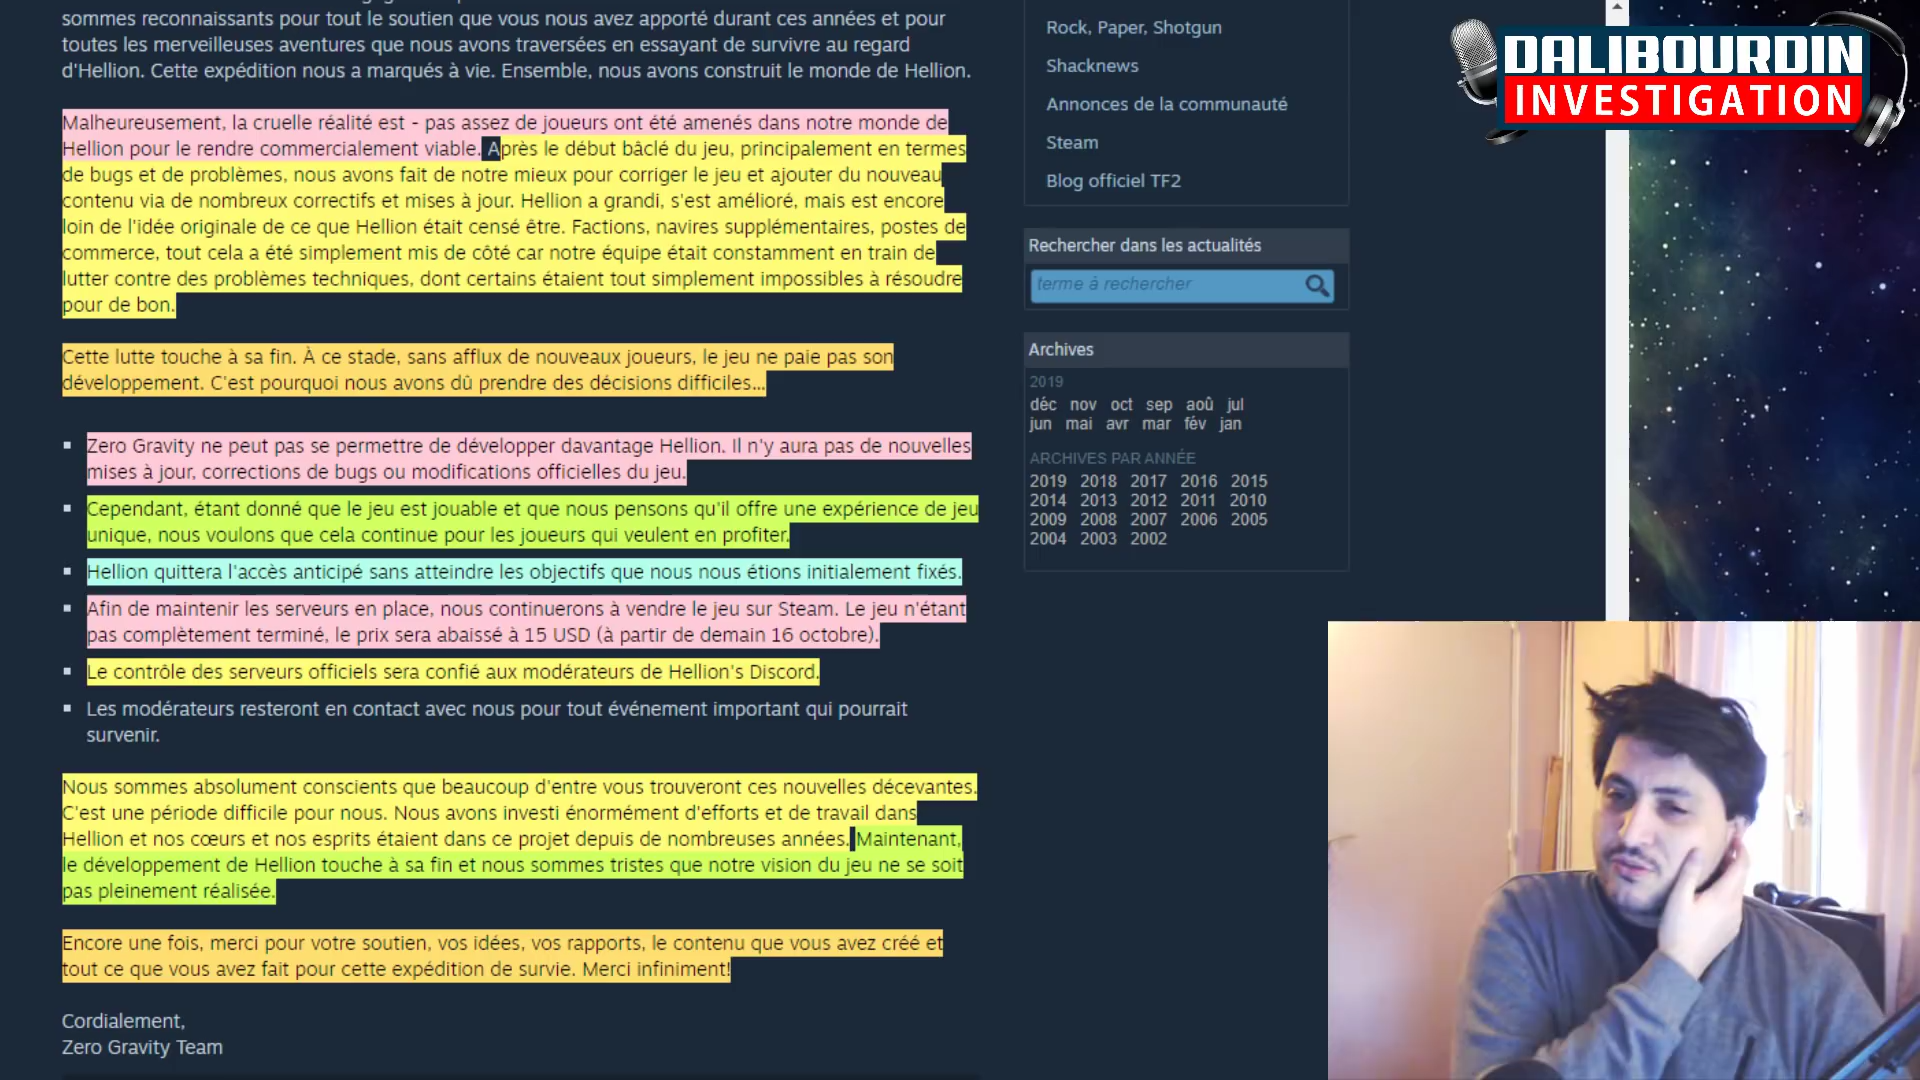 sommes reconnaissants pour tout le soutien que vous nous avez apporté durant ces années et pour
toutes les merveilleuses aventures que nous avons traversées en essayant de survivre au regard
d'Hellion. Cette expédition nous a marqués à vie. Ensemble, nous avons construit le monde de Hellion.
Malheureusement, la cruelle réalité est - pas assez de joueurs ont été amenés dans notre monde de
Hellion pour le rendre commercialement viable. Après le début bâclé du jeu, principalement en termes
de bugs et de problèmes, nous avons fait de notre mieux pour corriger le jeu et ajouter du nouveau
contenu via de nombreux correctifs et mises à jour. Hellion a grandi, s'est amélioré, mais est encore
loin de l'idée originale de ce que Hellion était censé être. Factions, navires supplémentaires, postes de
commerce, tout cela a été simplement mis de côté car notre équipe était constamment en train de
lutter contre des problèmes techniques, dont certains étaient tout simplement impossibles à résoudre
pour de bon.
Cette lutte touche à sa fin. À ce stade, sans afflux de nouveaux joueurs, le jeu ne paie pas son
développement. C'est pourquoi nous avons dû prendre des décisions difficiles...
Zero Gravity ne peut pas se permettre de développer davantage Hellion. Il n'y aura pas de nouvelles
mises à jour, corrections de bugs ou modifications officielles du jeu.
Cependant, étant donné que le jeu est jouable et que nous pensons qu'il offre une expérience de jeu
unique, nous voulons que cela continue pour les joueurs qui veulent en profiter.
Hellion quittera l'accès anticipé sans atteindre les objectifs que nous nous étions initialement fixés.
Afin de maintenir les serveurs en place, nous continuerons à vendre le jeu sur Steam. Le jeu n'étant
pas complètement terminé, le prix sera abaissé à 15 USD (à partir de demain 16 octobre).
Le contrôle des serveurs officiels sera confié aux modérateurs de Hellion's Discord.
Les modérateurs resteront en contact avec nous pour tout événement important qui pourrait
survenir.
Nous sommes absolument conscients que beaucoup d'entre vous trouveront ces nouvelles décevantes.
C'est une période difficile pour nous. Nous avons investi énormément d'efforts et de travail dans
Hellion et nos cœurs et nos esprits étaient dans ce projet depuis de nombreuses années. Maintenant,
le développement de Hellion touche à sa fin et nous sommes tristes que notre vision du jeu ne se soit
pas pleinement réalisée.
Encore une fois, merci pour votre soutien, vos idées, vos rapports, le contenu que vous avez créé et
tout ce que vous avez fait pour cette expédition de survie. Merci infiniment!
Cordialement,
Zero Gravity Team
Rock, Paper, Shotgun
Shacknews
Annonces de la communauté
Steam
Blog officiel TF2
Rechercher dans les actualités
terme à rechercher
Archives
2019
déc nov oct sep aoû jul
jun mai avr mar fév jan
ARCHIVES PAR ANNÉE
2019 2018 2017 2016 2015
2014 2013 2012 2011 2010
2009 2008 2007 2006 2005
2004 2003 2002
DALIBOURDIN
INVESTIGATION